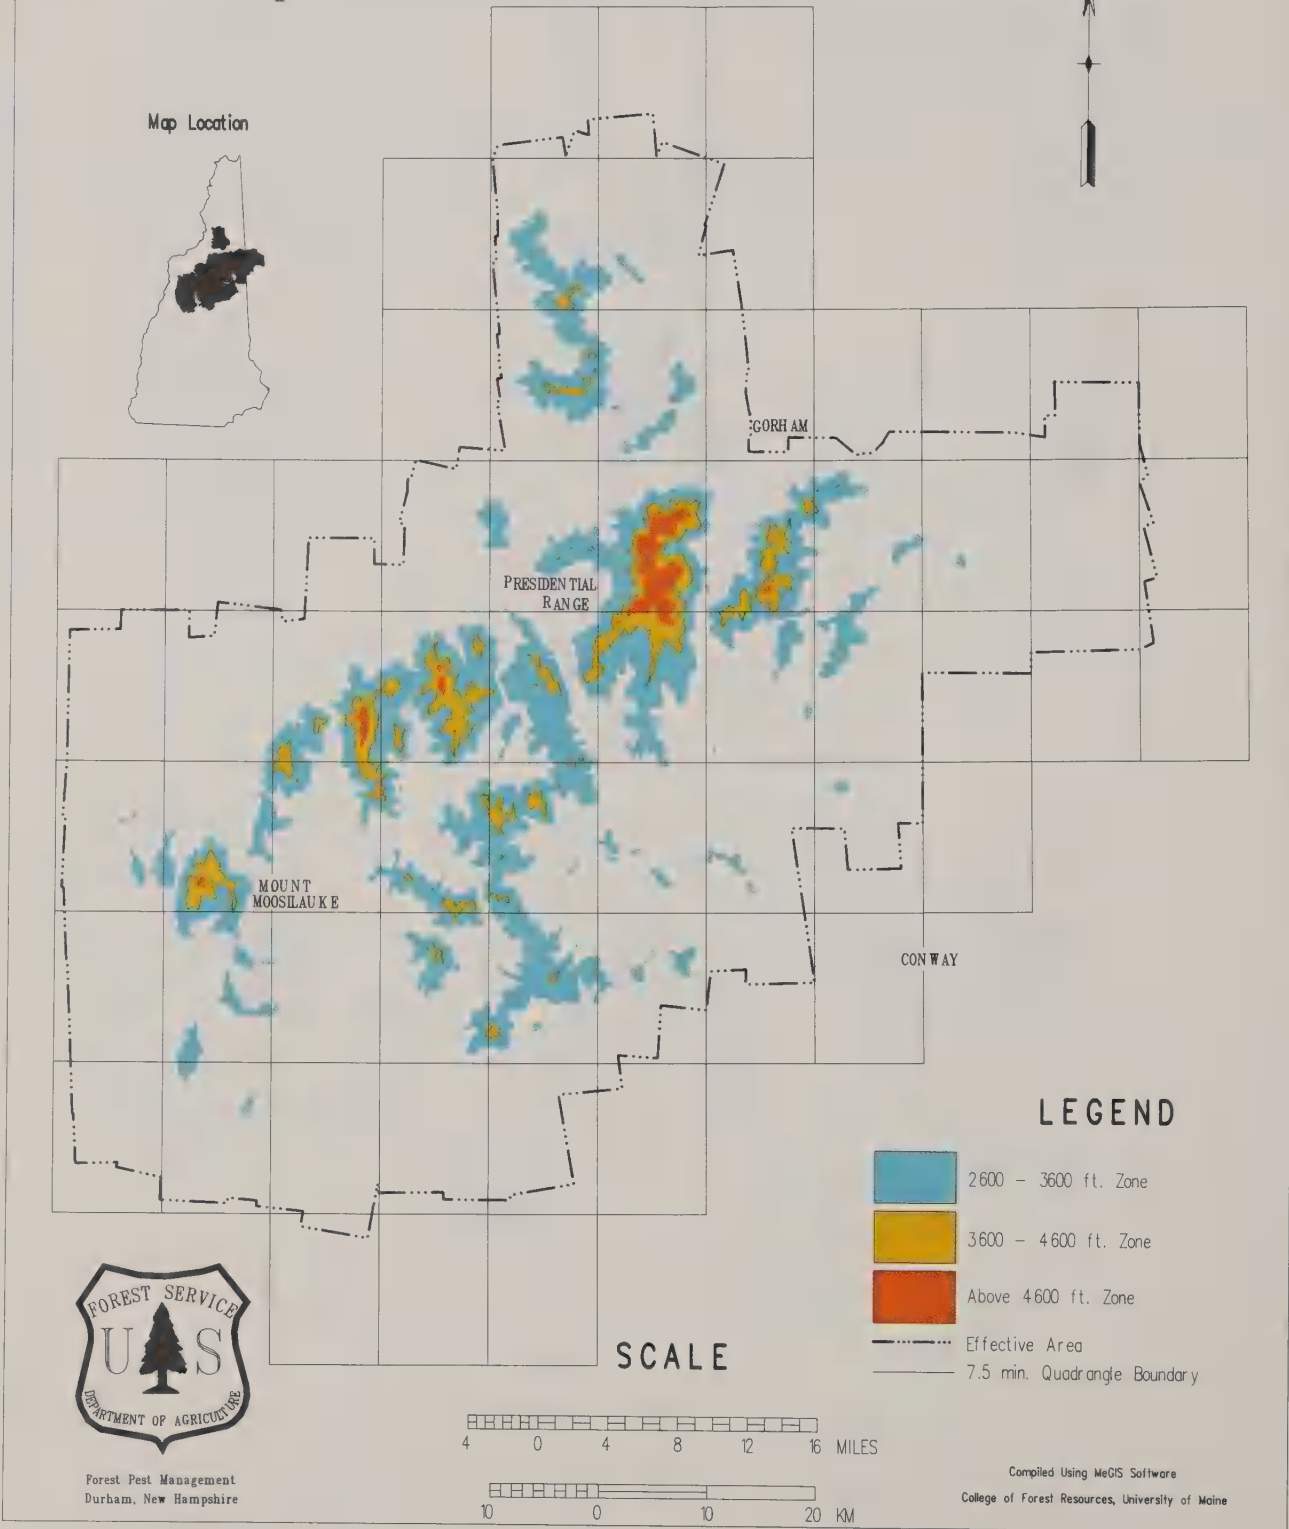 Map Location
GORHAM
PRESIDENTIAL
RANGE
MOUNT
MOOSILAUKE
CONWAY
LEGEND
2600 - 3600 ft. Zone
3600 - 4600 ft. Zone
Above 4600 ft. Zone
Effective Area
7.5 min. Quadrangle Boundary
FOREST SERVICE
U S
DEPARTMENT OF AGRICULTURE
Forest Pest Management
Durham, New Hampshire
SCALE
4 0 4 8 12 16 MILES
10 0 10 20 KM
Compiled Using MeGIS Software
College of Forest Resources, University of Maine